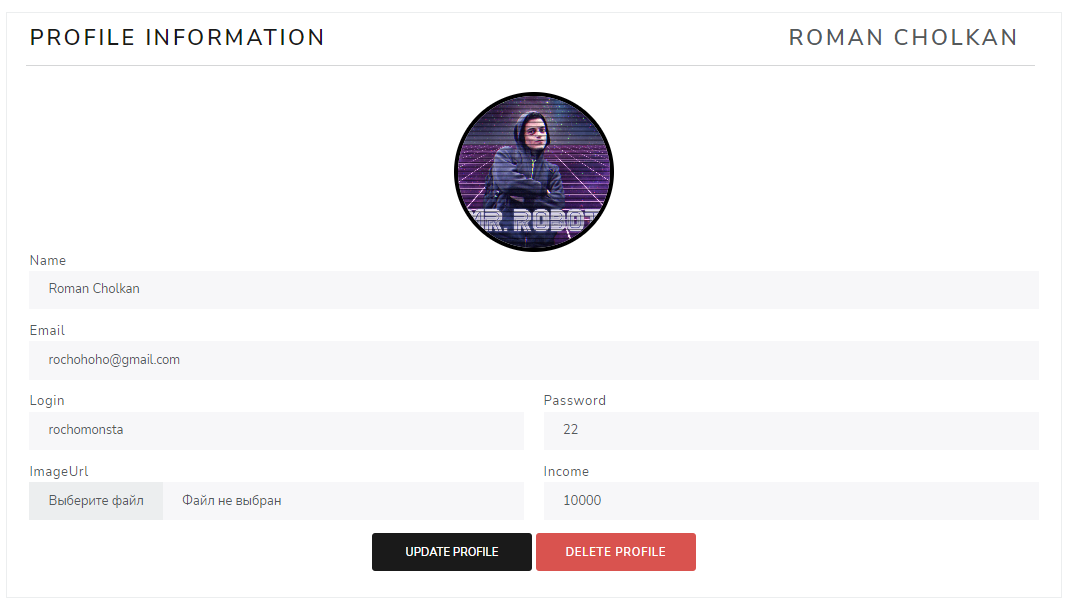 PROFILE INFORMATION
ROMAN CHOLKAN
MR. ROBOT
Name
Roman Cholkan
Email
rochohoho@gmail.com
Login
Password
rochomonsta
22
ImageUrl
Income
Выберите файл
Файл не выбран
10000
UPDATE PROFILE
DELETE PROFILE